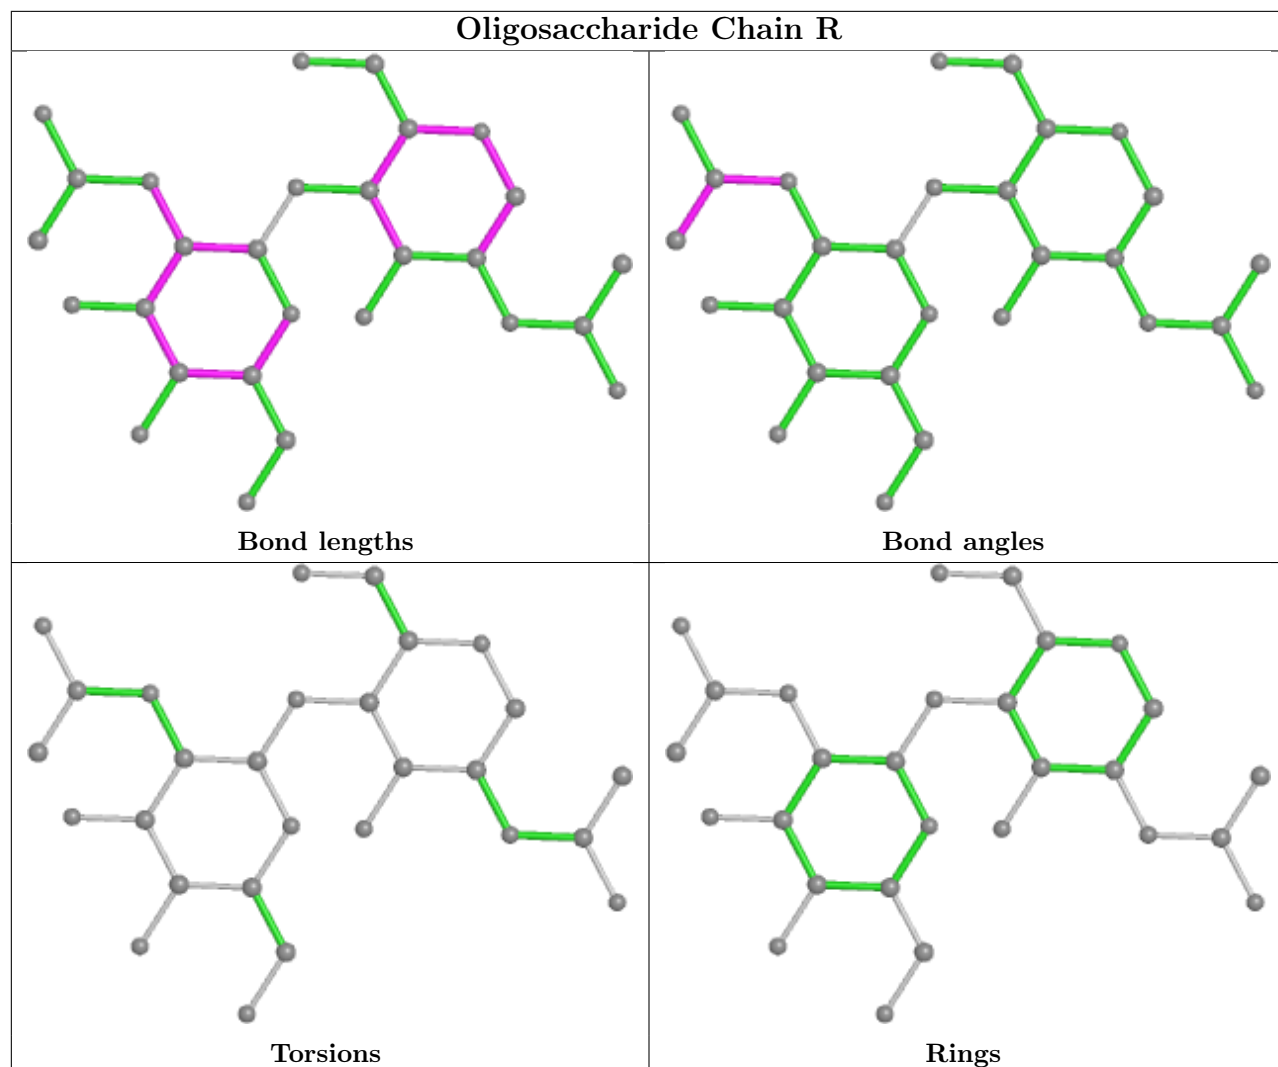 Oligosaccharide Chain R
Bond lengths
Bond angles
Torsions
Rings